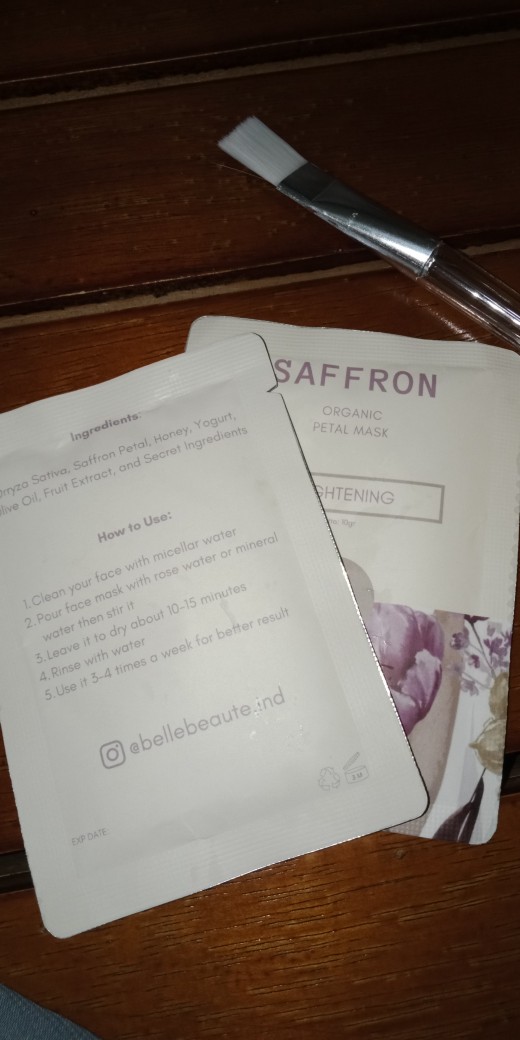 SAFFRON
ORGANIC
PETAL MASK
GHTENING
10gr
Ingredients:
Orryza Sativa, Saffron Petal, Honey, Yogurt,
Olive Oil, Fruit Extract, and Secret Ingredients
How to Use:
1.Clean your face with micellar water
2.Pour face mask with rose water or mineral
water then stir it
3.Leave it to dry about 10-15 minutes
4.Rinse with water
5.Use it 3-4 times a week for better result
@bellebeaute.ind
EXP DATE: